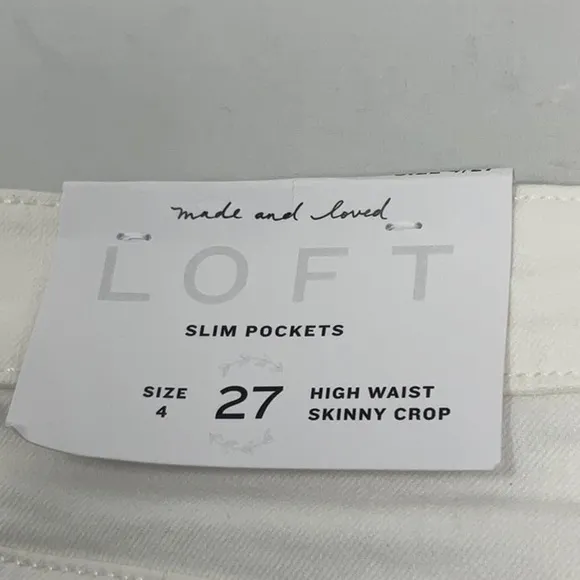 made and loved
LOFT
SLIM POCKETS
SIZE 4
27
HIGH WAIST
SKINNY CROP